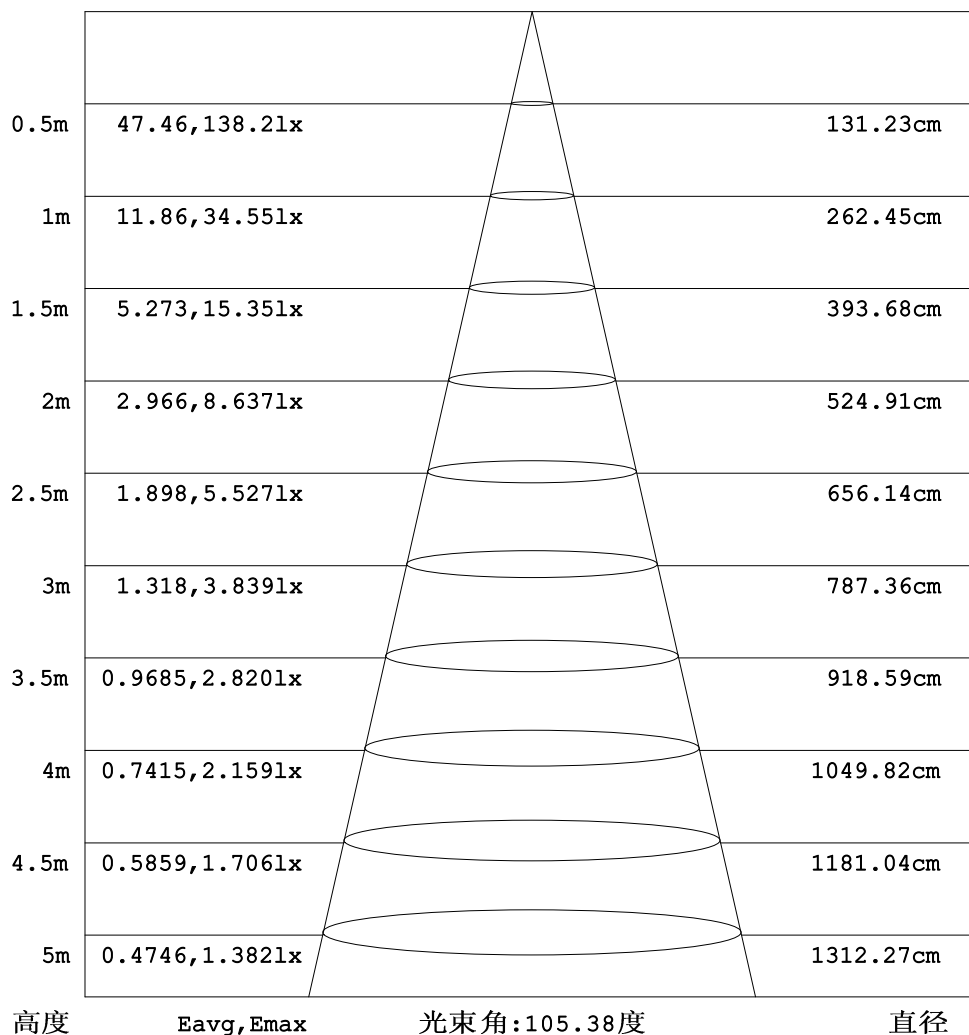 0.5m 47.46,138.2lx 131.23cm
1m 11.86,34.55lx 262.45cm
1.5m 5.273,15.35lx 393.68cm
2m 2.966,8.637lx 524.91cm
2.5m 1.898,5.527lx 656.14cm
3m 1.318,3.839lx 787.36cm
3.5m 0.9685,2.820lx 918.59cm
4m 0.7415,2.159lx 1049.82cm
4.5m 0.5859,1.706lx 1181.04cm
5m 0.4746,1.382lx 1312.27cm
高度 Eavg,Emax 光束角:105.38度 直径